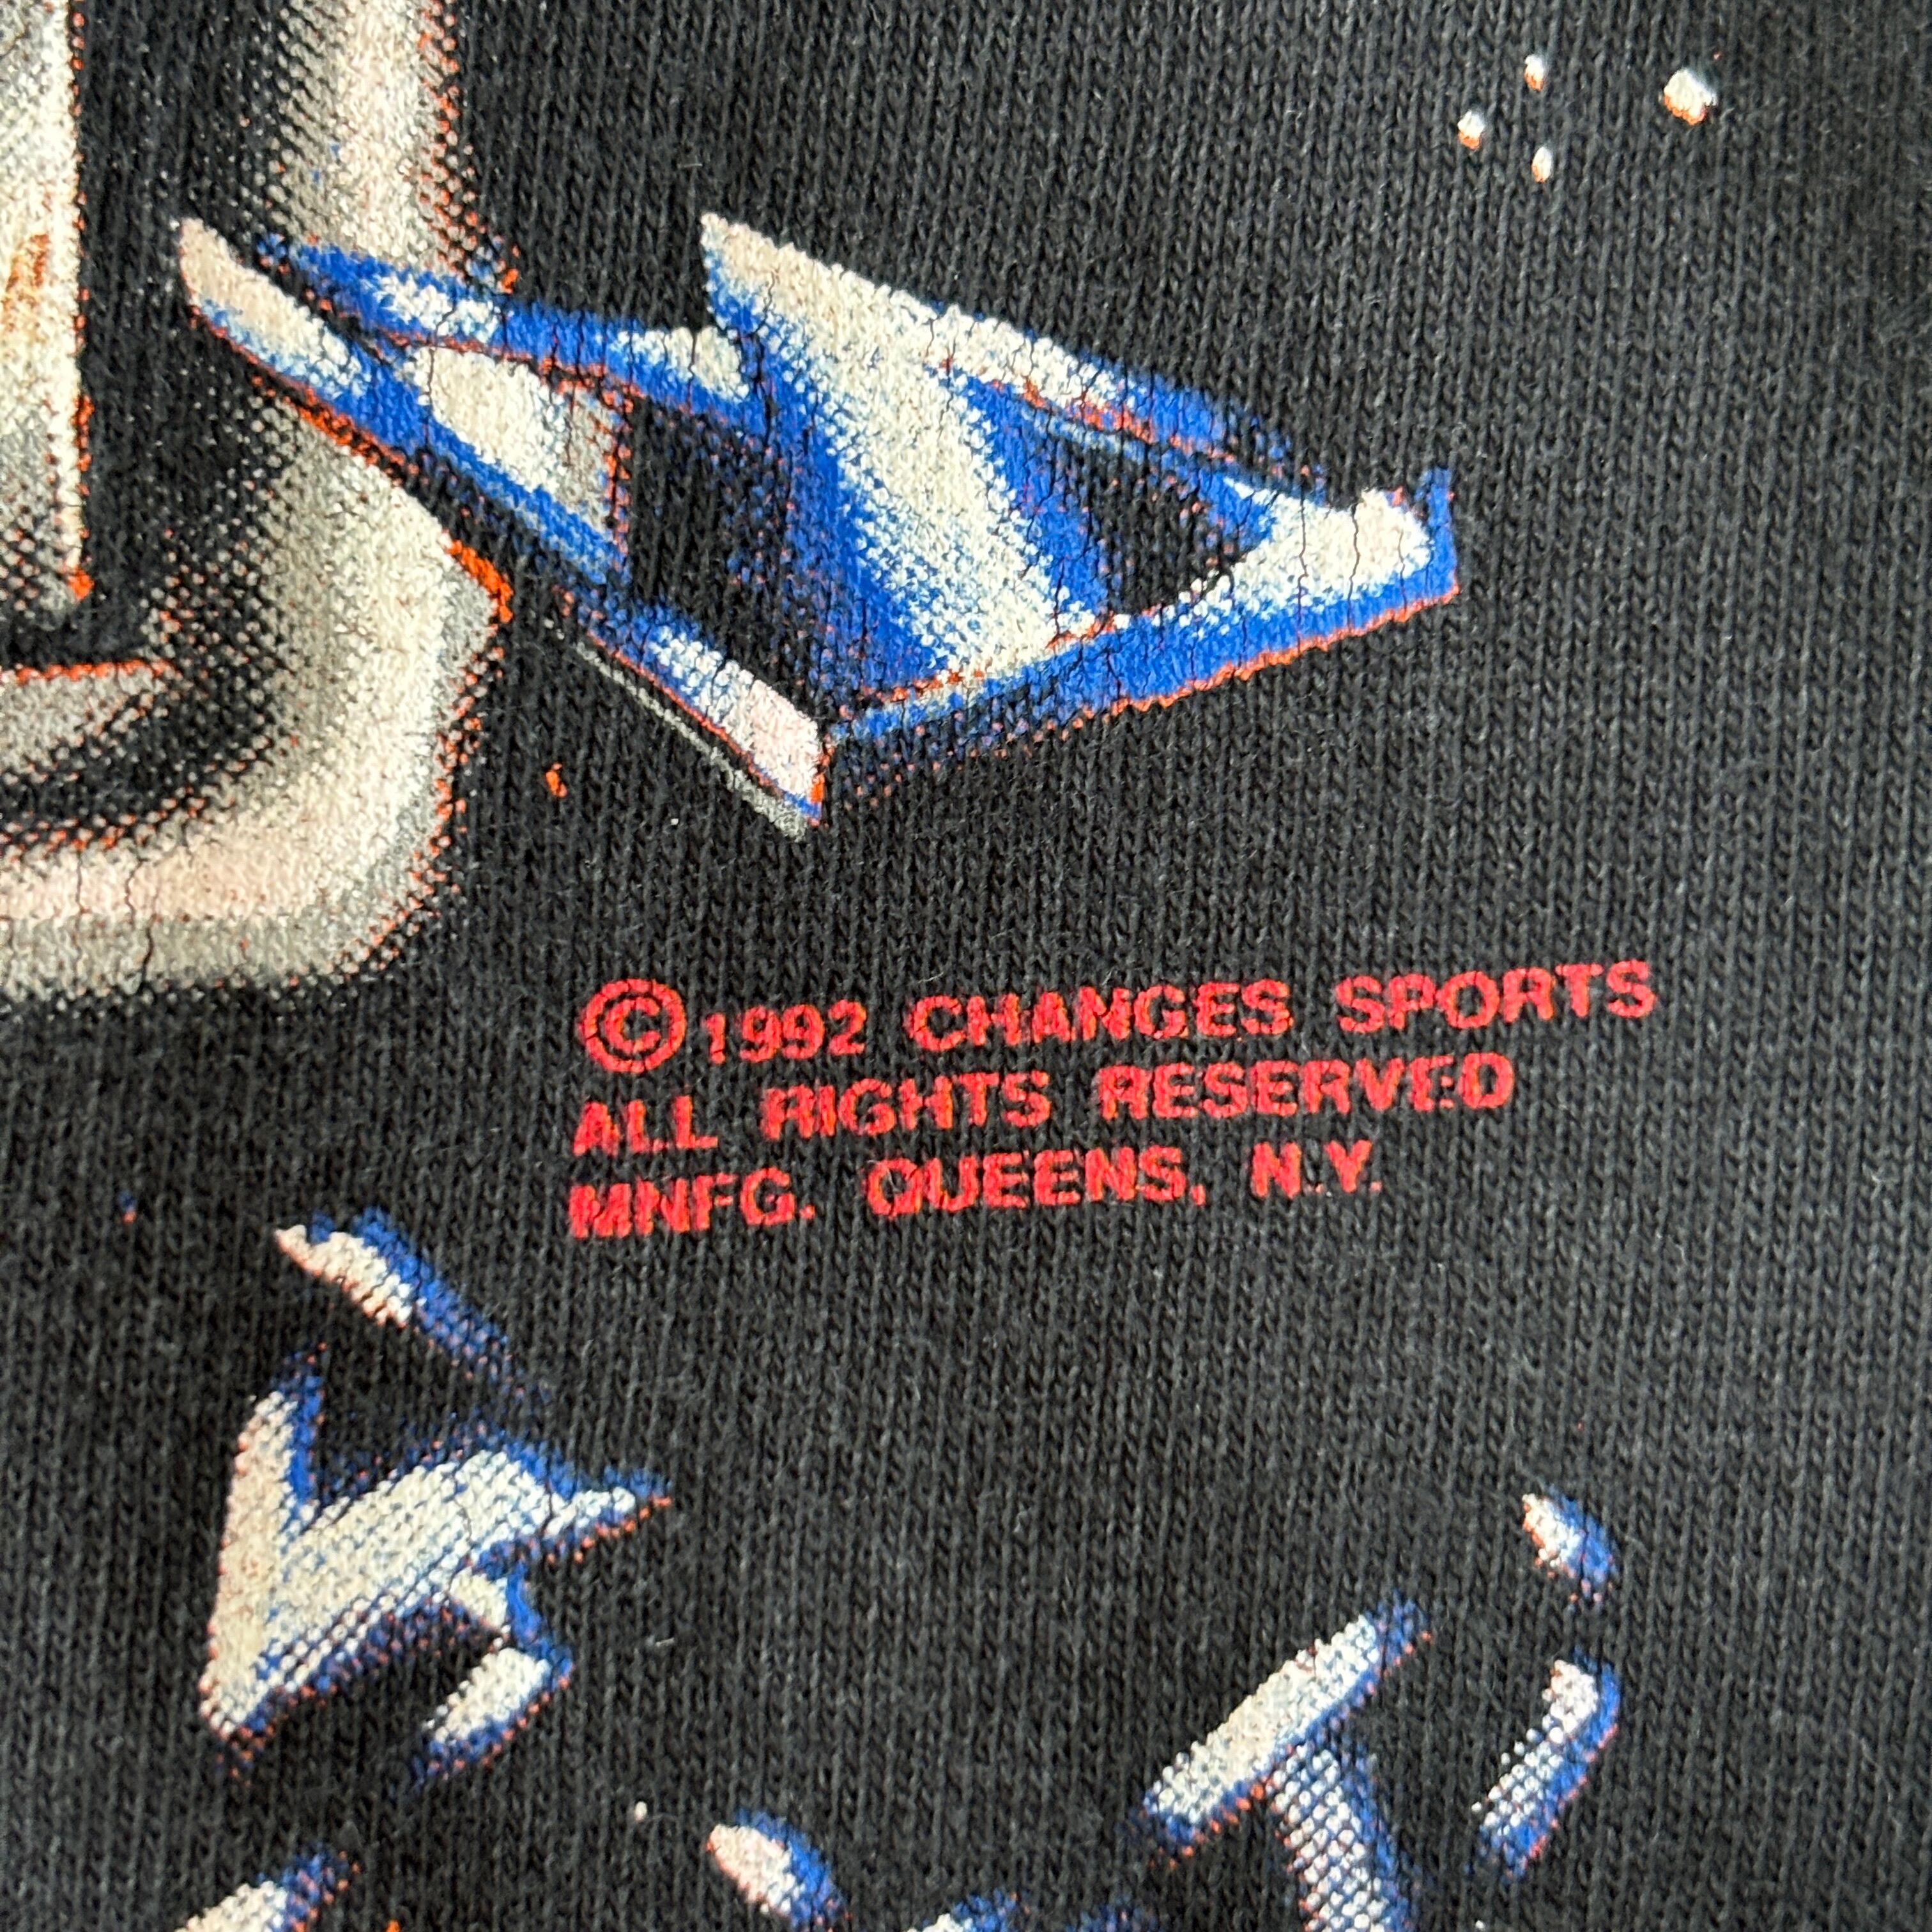 ©1992 CHANGES SPORTS
ALL RIGHTS RESERVED
MNFG. QUEENS, N.Y.